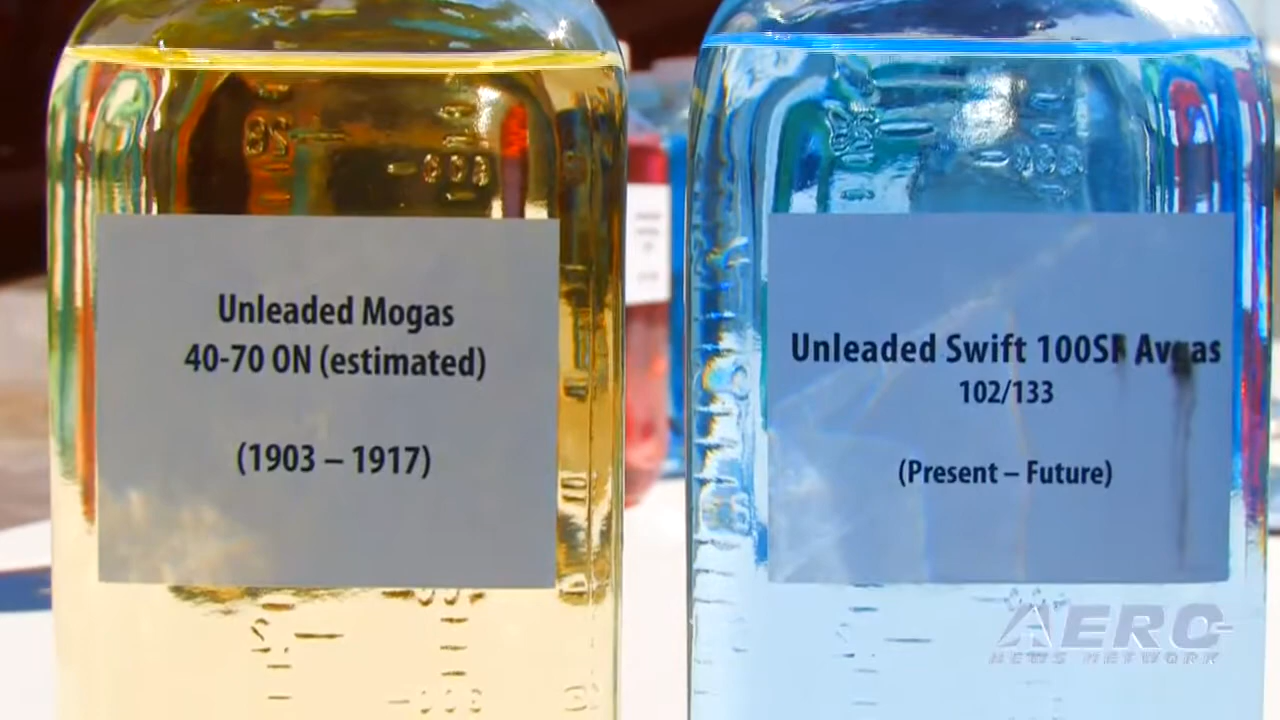 Unleaded Mogas
40-70 ON (estimated)
(1903 – 1917)
Unleaded Swift 100SF Avgas
102/133
(Present – Future)
AERO
NEWS NETWORK